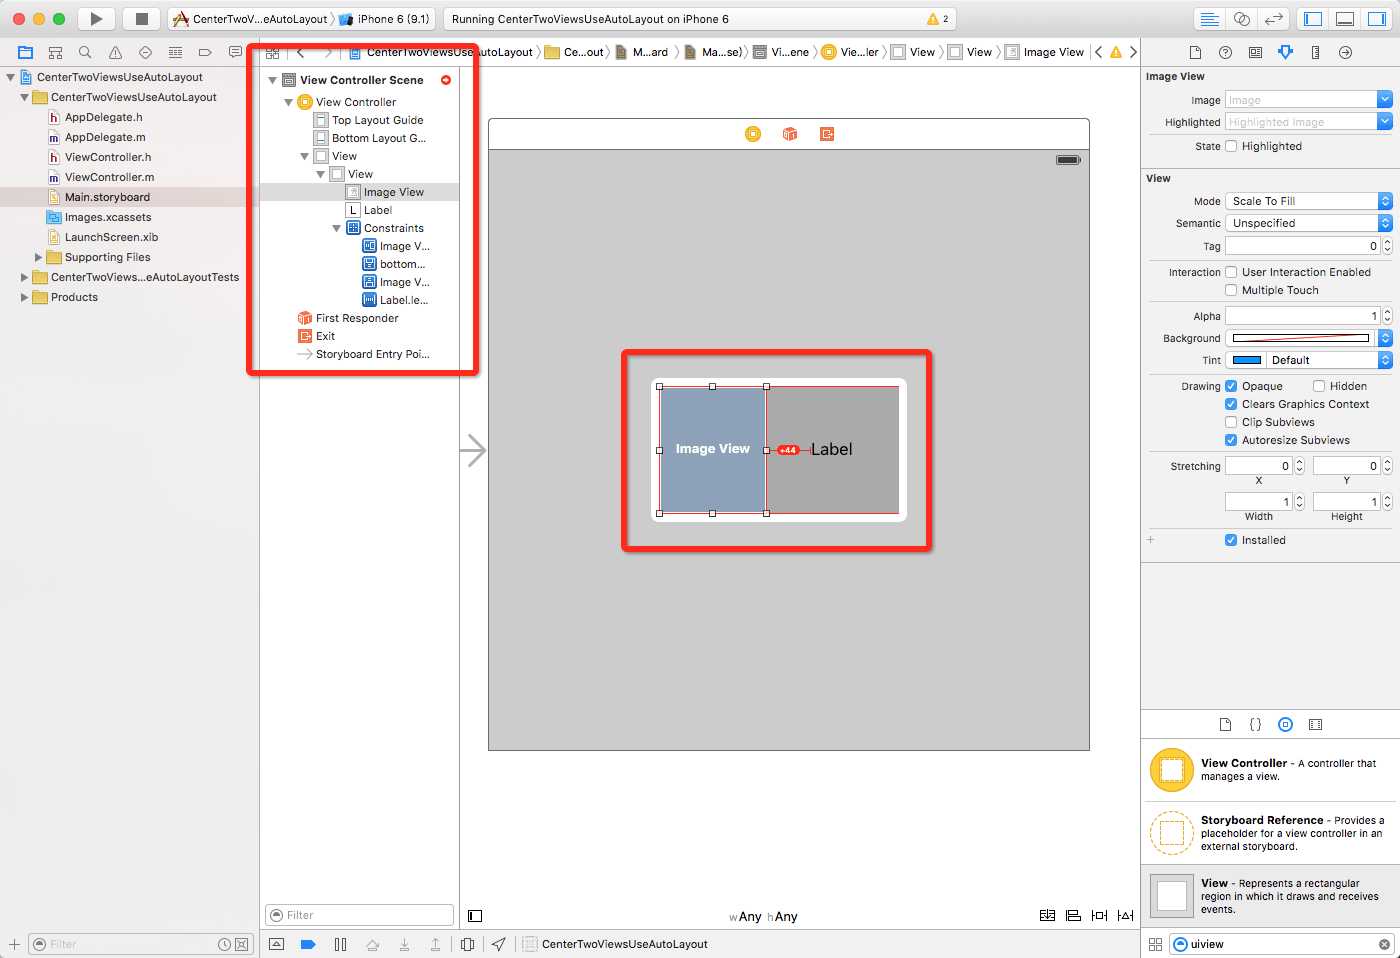 CenterTwoV...eAutoLayout
iPhone 6 (9.1)
Running CenterTwoViewsUseAutoLayout on iPhone 6
2
CenterTwoViewsUseAutoLayout
Ce...out
M...ard
Ma...se)
Vi...ene
Vie...ler
View
View
Image View
CenterTwoViewsUseAutoLayout
CenterTwoViewsUseAutoLayout
h AppDelegate.h
m AppDelegate.m
h ViewController.h
m ViewController.m
Main.storyboard
Images.xcassets
LaunchScreen.xib
Supporting Files
CenterTwoViews...eAutoLayoutTests
Products
Filter
View Controller Scene
View Controller
Top Layout Guide
Bottom Layout G...
View
View
Image View
L Label
Constraints
Image V...
bottom...
Image V...
Label.le...
First Responder
Exit
Storyboard Entry Poi...
Filter
Image View
+44
Label
wAny hAny
CenterTwoViewsUseAutoLayout
Image View
Image Image
Highlighted Highlighted Image
State Highlighted
View
Mode Scale To Fill
Semantic Unspecified
Tag 0
Interaction User Interaction Enabled
Multiple Touch
Alpha 1
Background
Tint Default
Drawing Opaque Hidden
Clears Graphics Context
Clip Subviews
Autoresize Subviews
Stretching 0 0
X Y
1 1
Width Height
+ Installed
{ }
View Controller - A controller that
manages a view.
Storyboard Reference - Provides a
placeholder for a view controller in an
external storyboard.
View - Represents a rectangular
region in which it draws and receives
events.
uiview